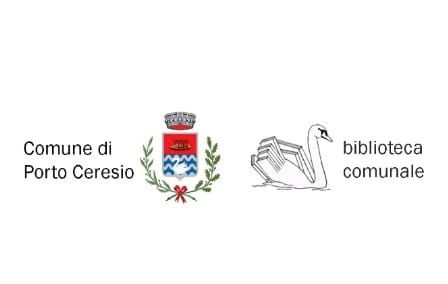 Comune di
Porto Ceresio
biblioteca
comunale